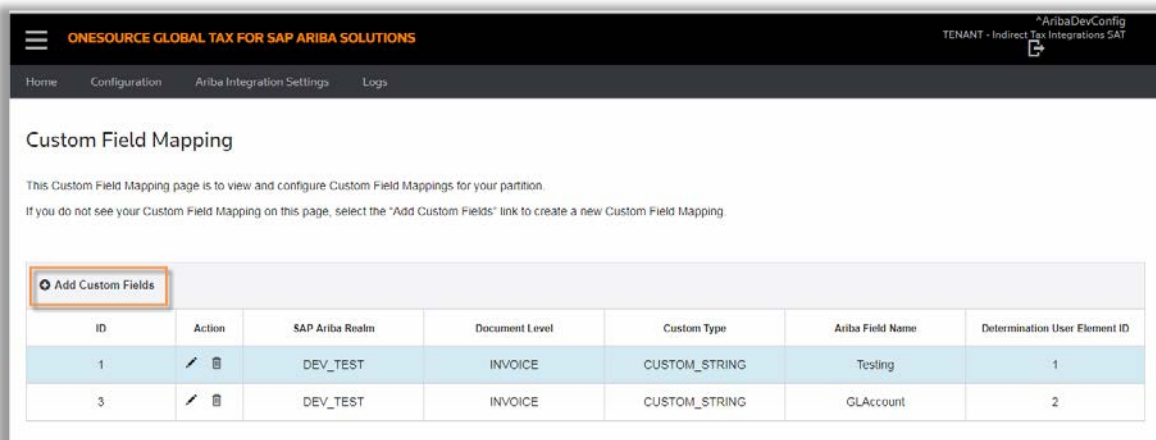 ^AribaDevConfig
ONESOURCE GLOBAL TAX FOR SAP ARIBA SOLUTIONS
TENANT - Indirect Tax Integrations SAT
Home Configuration Ariba Integration Settings Logs
Custom Field Mapping
This Custom Field Mapping page is to view and configure Custom Field Mappings for your partition.
If you do not see your Custom Field Mapping on this page, select the "Add Custom Fields" link to create a new Custom Field Mapping.
Add Custom Fields
ID Action SAP Ariba Realm Document Level Custom Type Ariba Field Name Determination User Element ID
1 DEV_TEST INVOICE CUSTOM_STRING Testing 1
3 DEV_TEST INVOICE CUSTOM_STRING GLAccount 2